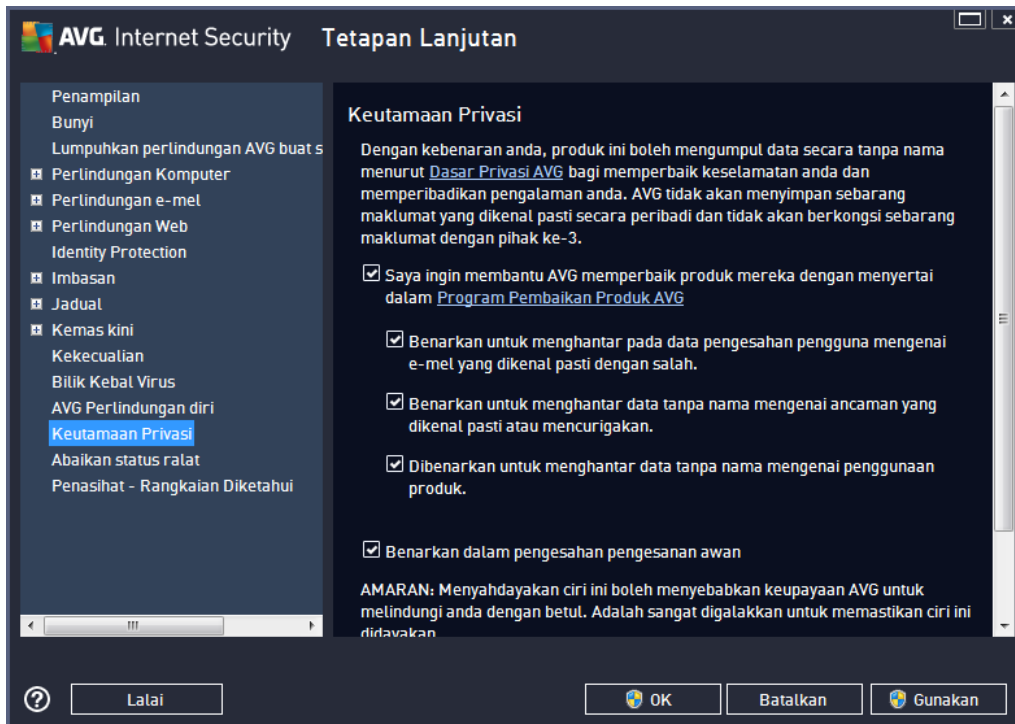 AVG. Internet Security Tetapan Lanjutan
Penampilan
Bunyi
Lumpuhkan perlindungan AVG buat s
Perlindungan Komputer
Perlindungan e-mel
Perlindungan Web
Identity Protection
Imbasan
Jadual
Kemas kini
Kekecualian
Bilik Kebal Virus
AVG Perlindungan diri
Keutamaan Privasi
Abaikan status ralat
Penasihat - Rangkaian Diketahui
Keutamaan Privasi
Dengan kebenaran anda, produk ini boleh mengumpul data secara tanpa nama
menurut Dasar Privasi AVG bagi memperbaik keselamatan anda dan
memperibadikan pengalaman anda. AVG tidak akan menyimpan sebarang
maklumat yang dikenal pasti secara peribadi dan tidak akan berkongsi sebarang
maklumat dengan pihak ke-3.
Saya ingin membantu AVG memperbaik produk mereka dengan menyertai
dalam Program Pembaikan Produk AVG
Benarkan untuk menghantar pada data pengesahan pengguna mengenai
e-mel yang dikenal pasti dengan salah.
Benarkan untuk menghantar data tanpa nama mengenai ancaman yang
dikenal pasti atau mencurigakan.
Dibenarkan untuk menghantar data tanpa nama mengenai penggunaan
produk.
Benarkan dalam pengesahan pengesanan awan
AMARAN: Menyahdayakan ciri ini boleh menyebabkan keupayaan AVG untuk
melindungi anda dengan betul. Adalah sangat digalakkan untuk memastikan ciri ini
didayakan
Lalai
OK
Batalkan
Gunakan